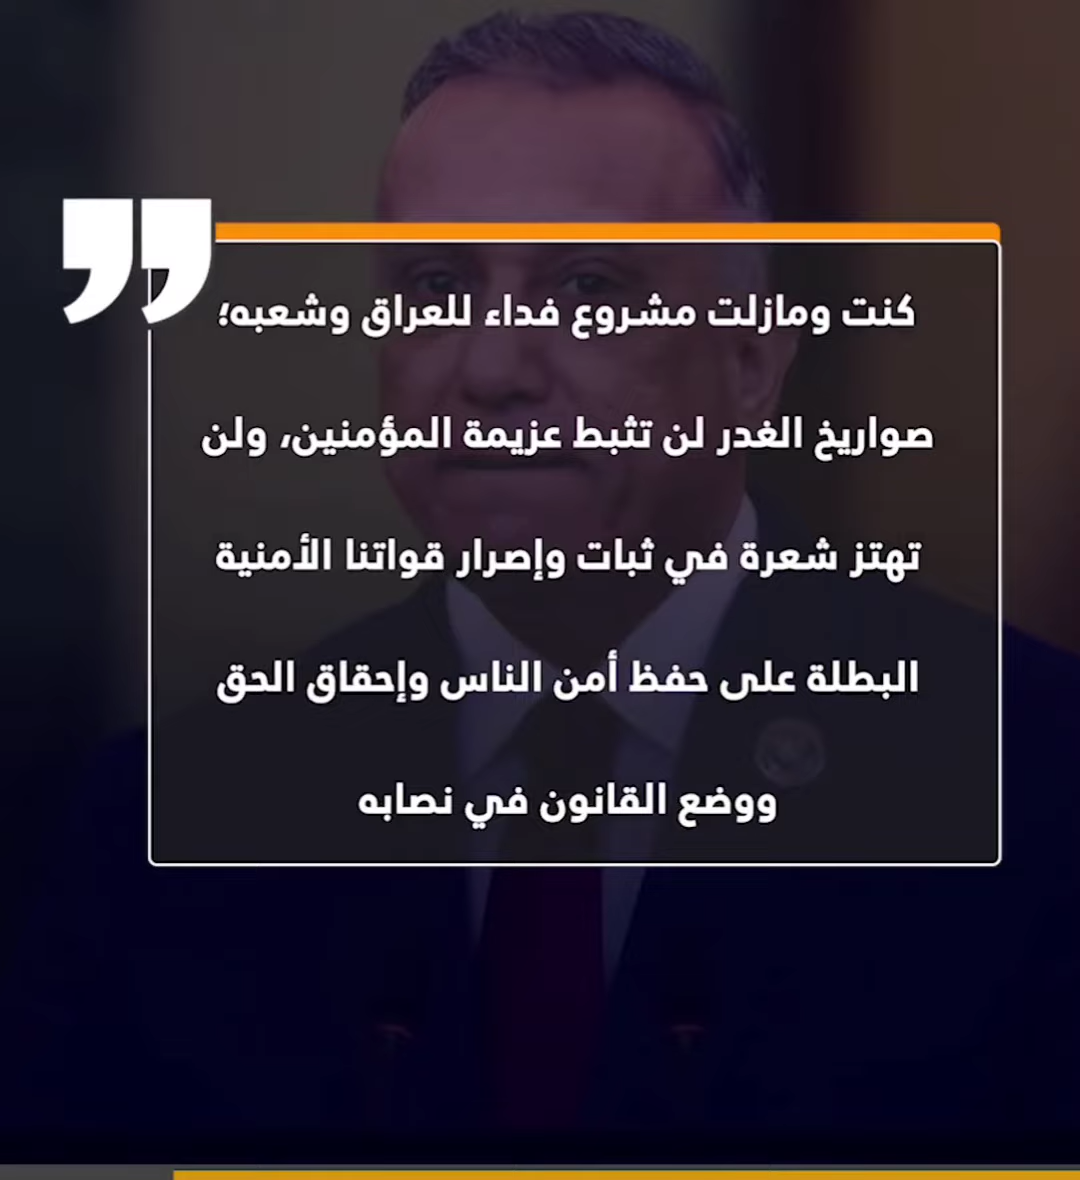 كنت ومازلت مشروع فداء للعراق وشعبه؛
صواريخ الغدر لن تثبط عزيمة المؤمنين، ولن
تهتز شعرة في ثبات وإصرار قواتنا الأمنية
البطلة على حفظ أمن الناس وإحقاق الحق
ووضع القانون في نصابه